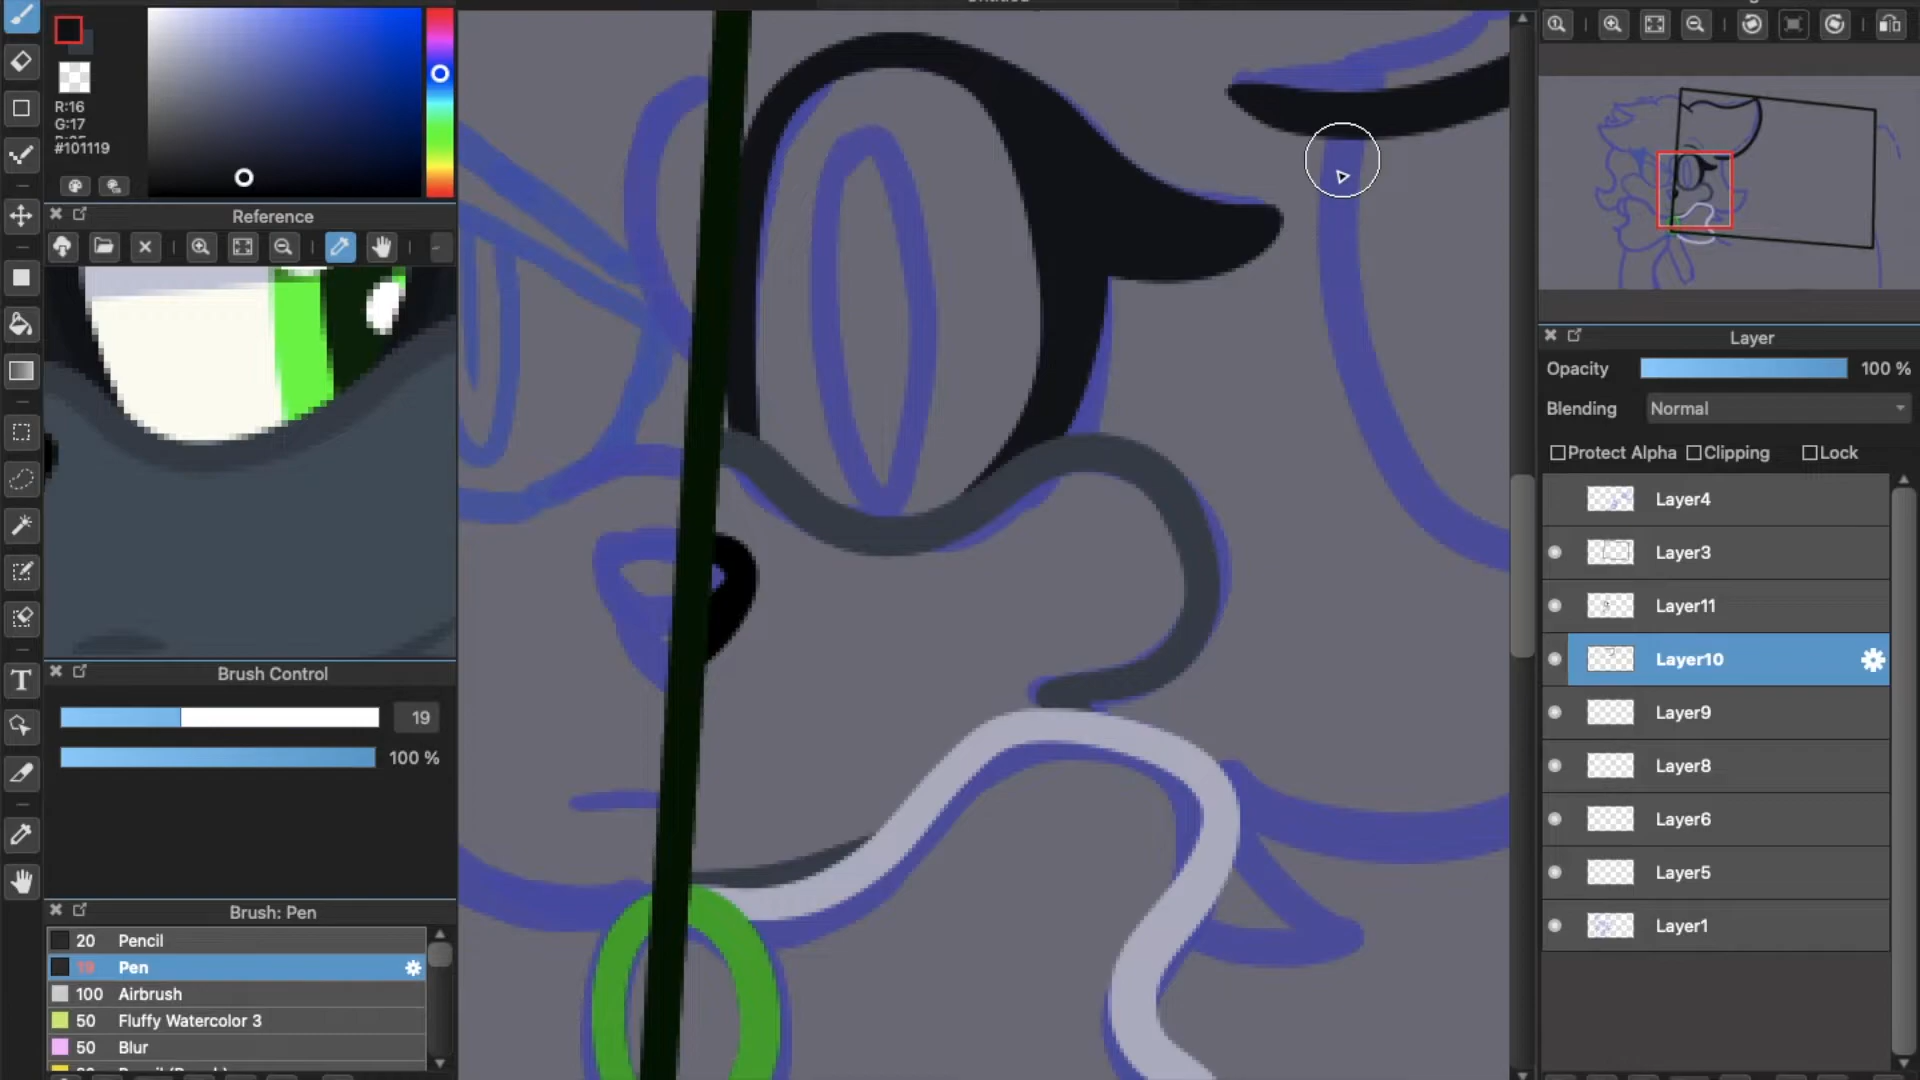 R:16
G:17
#101119
Reference
Brush Control
19
100 %
Brush: Pen
20 Pencil
19 Pen
100 Airbrush
50 Fluffy Watercolor 3
50 Blur
Layer
Opacity 100 %
Blending Normal
Protect Alpha Clipping Lock
Layer4
Layer3
Layer11
Layer10
Layer9
Layer8
Layer6
Layer5
Layer1